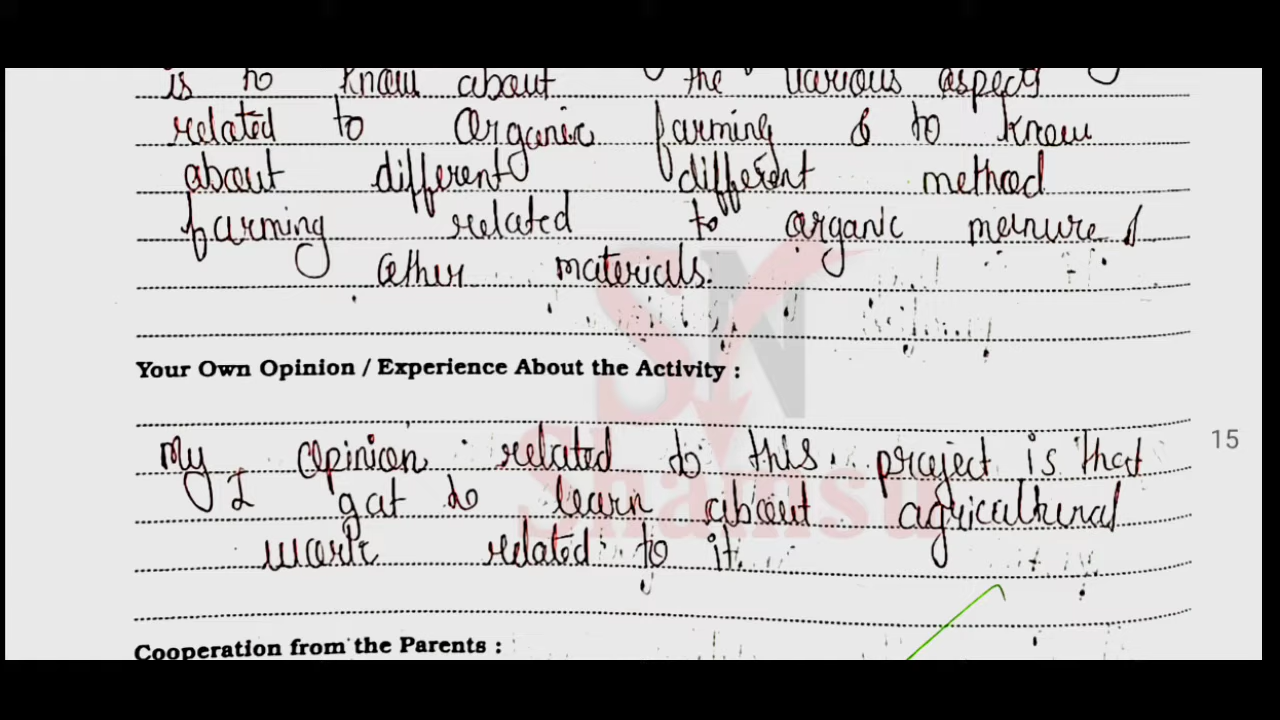 is to know about the various aspects
related to Organic farming & to know
about different different method
farming related to organic menure &
other materials.
Your Own Opinion / Experience About the Activity :
My opinion related to this project is that
15
I got to learn about agricultural
work related to it.
Cooperation from the Parents :
SN
Shamsu